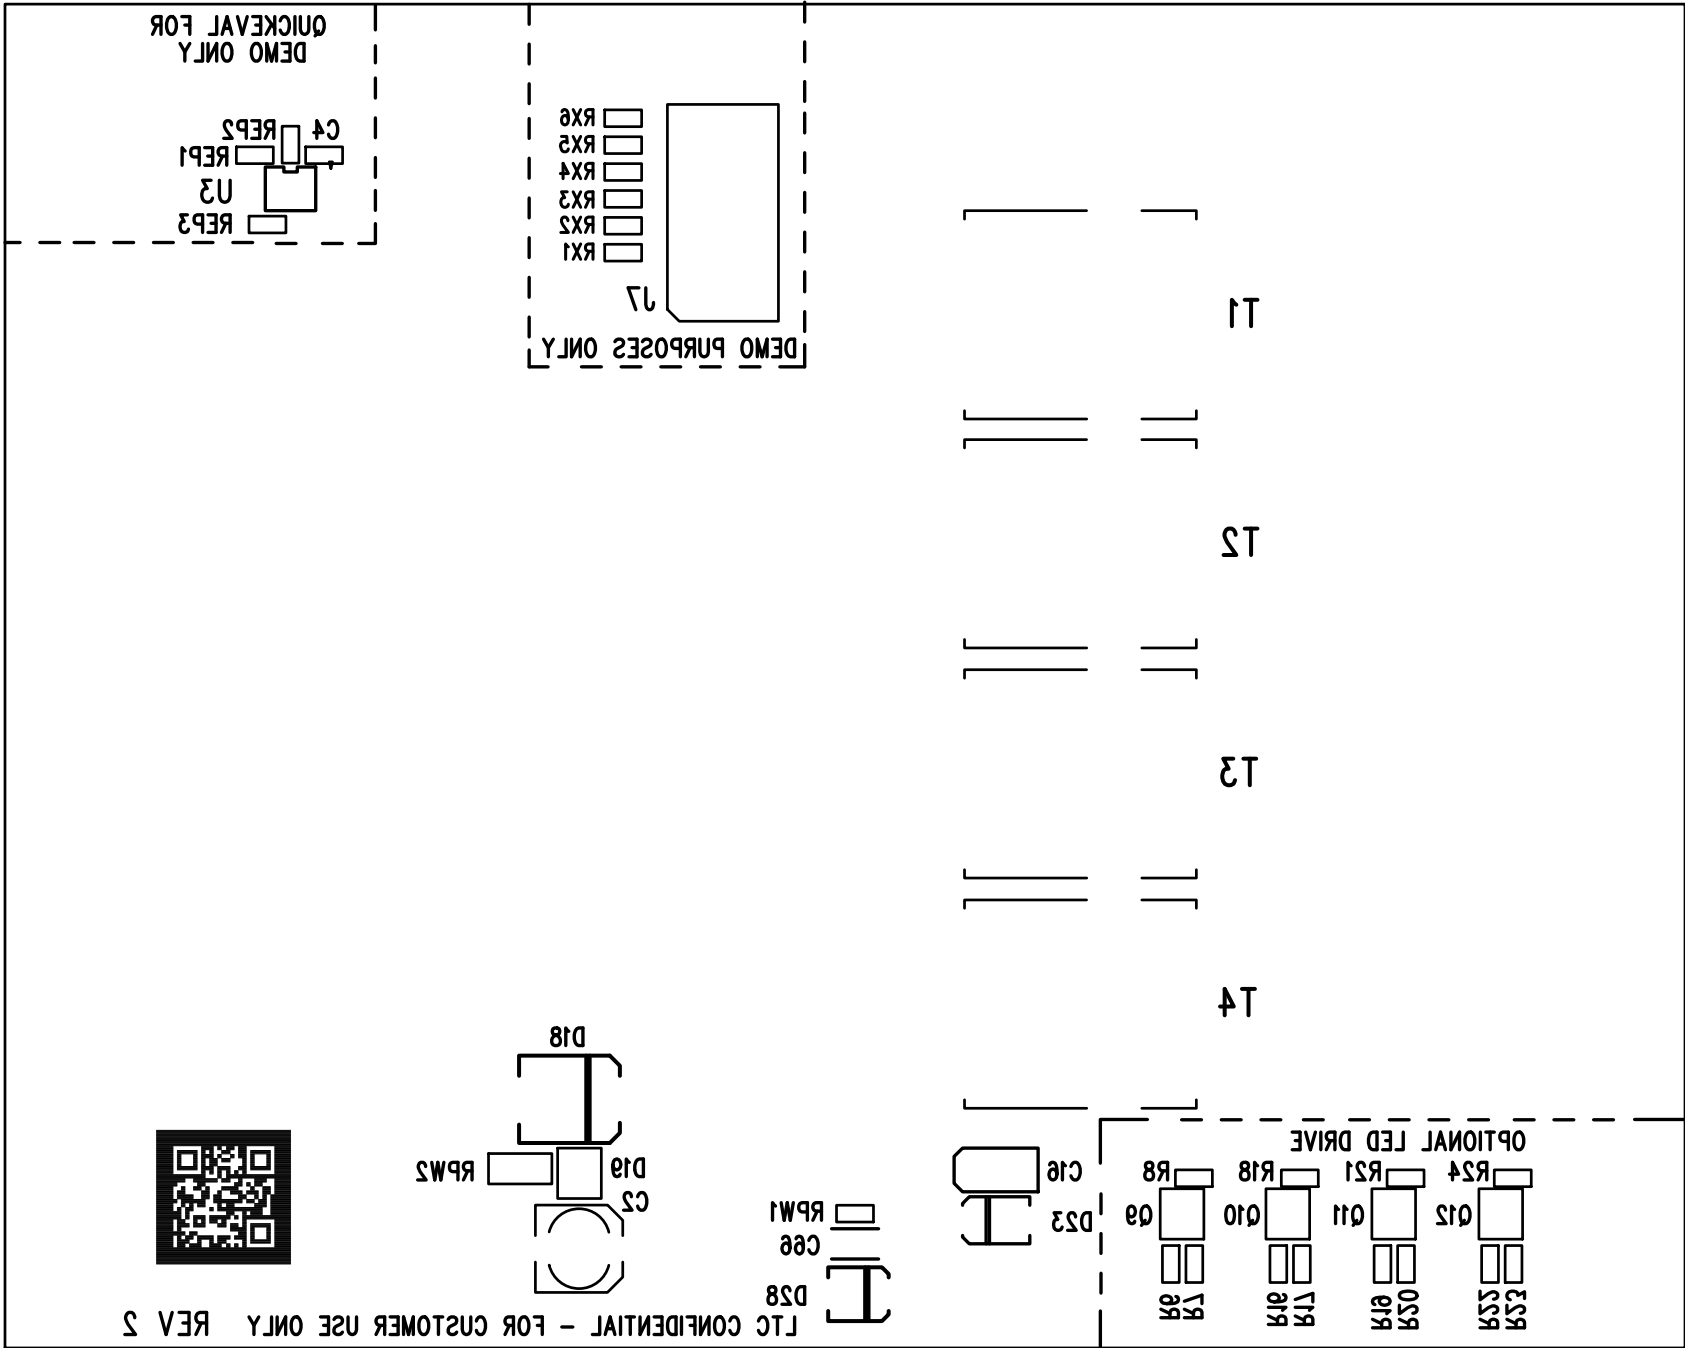 QUICKEVAL FOR
DEMO ONLY
REP2
C4
REP1
U3
REP3
RX6
RX5
RX4
RX3
RX2
RX1
J7
DEMO PURPOSES ONLY
T1
T2
T3
T4
D18
RPW2
D19
C2
RPW1
C66
D28
C16
D23
OPTIONAL LED DRIVE
R8
R18
R21
R24
Q9
Q10
Q11
Q12
R6
R7
R16
R17
R19
R20
R22
R23
LTC CONFIDENTIAL - FOR CUSTOMER USE ONLY
REV 2